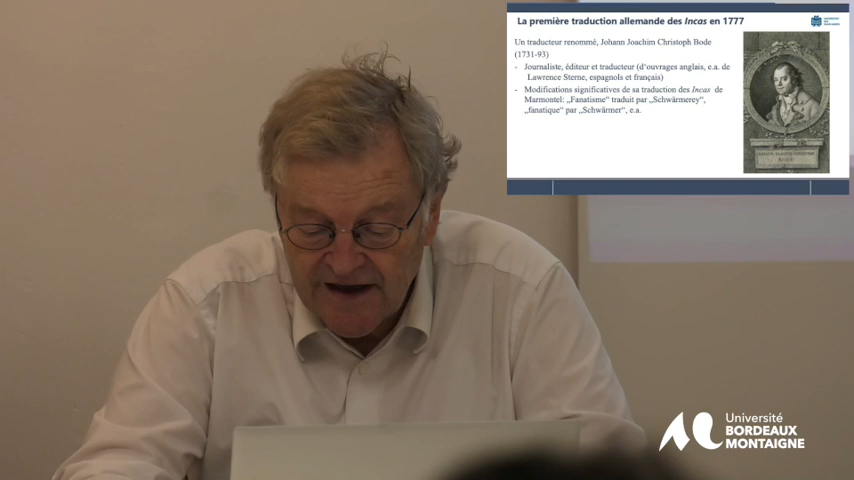 La première traduction allemande des Incas en 1777
Un traducteur renommé, Johann Joachim Christoph Bode
(1731-93)
- Journaliste, éditeur et traducteur (d'ouvrages anglais, e.a. de
Lawrence Sterne, espagnols et français)
- Modifications significatives de sa traduction des Incas de
Marmontel: „Fanatisme" traduit par „Schwärmerey",
„fanatique" par „Schwärmer", e.a.
Université
BORDEAUX
MONTAIGNE